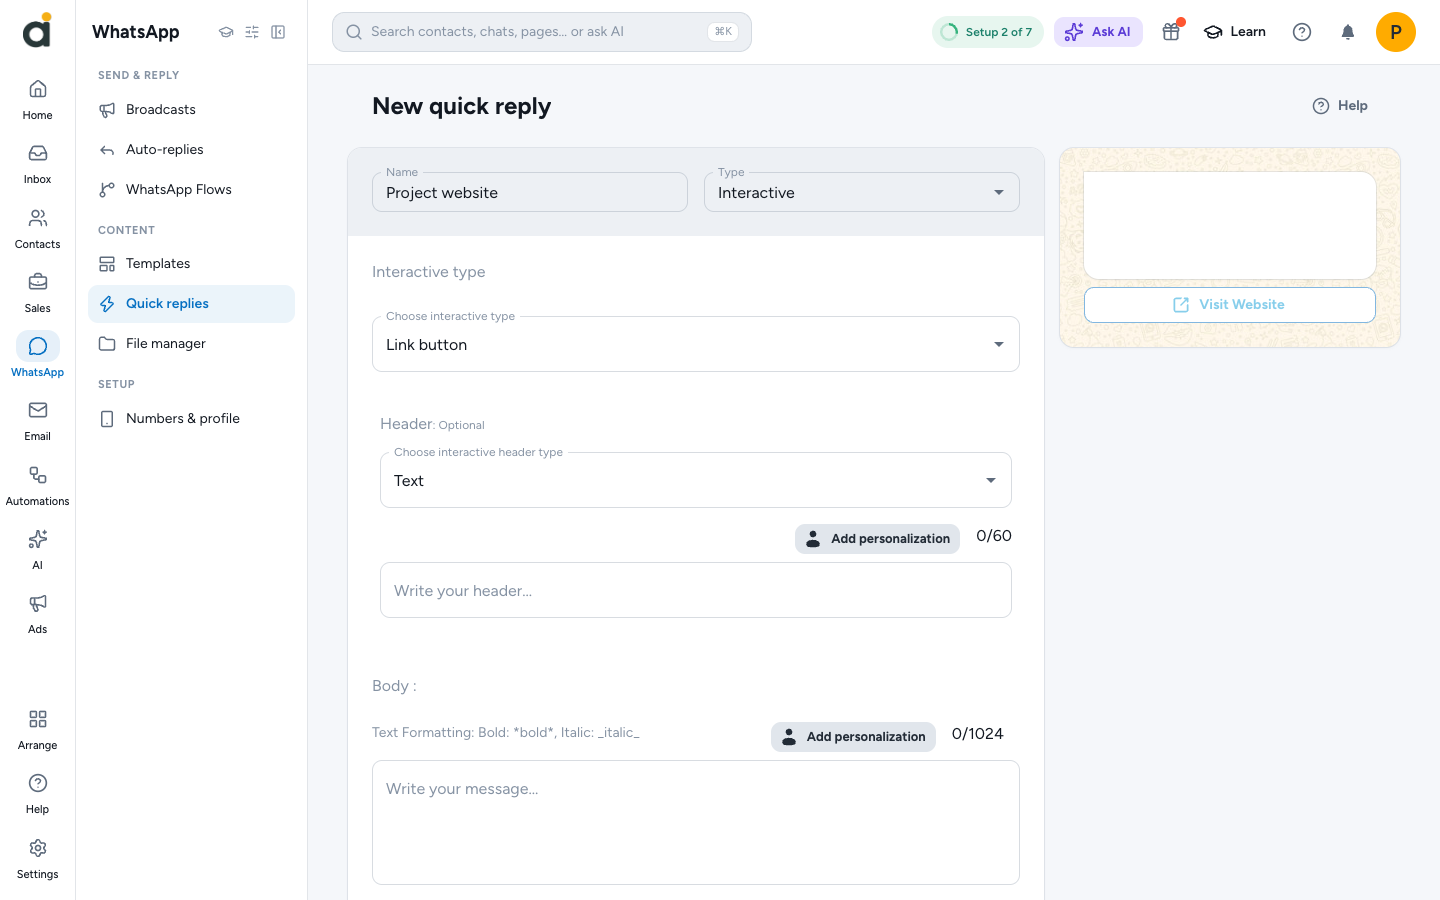 WhatsApp
Search contacts, chats, pages... or ask AI
⌘K
Setup 2 of 7
Ask AI
Learn
P
Home
Inbox
Contacts
Sales
WhatsApp
Email
Automations
AI
Ads
Arrange
Help
Settings
SEND & REPLY
Broadcasts
Auto-replies
WhatsApp Flows
CONTENT
Templates
Quick replies
File manager
SETUP
Numbers & profile
New quick reply
Help
Name
Project website
Type
Interactive
Interactive type
Choose interactive type
Link button
Header: Optional
Choose interactive header type
Text
Add personalization
0/60
Write your header...
Body :
Text Formatting: Bold: *bold*, Italic: _italic_
Add personalization
0/1024
Write your message...
Visit Website